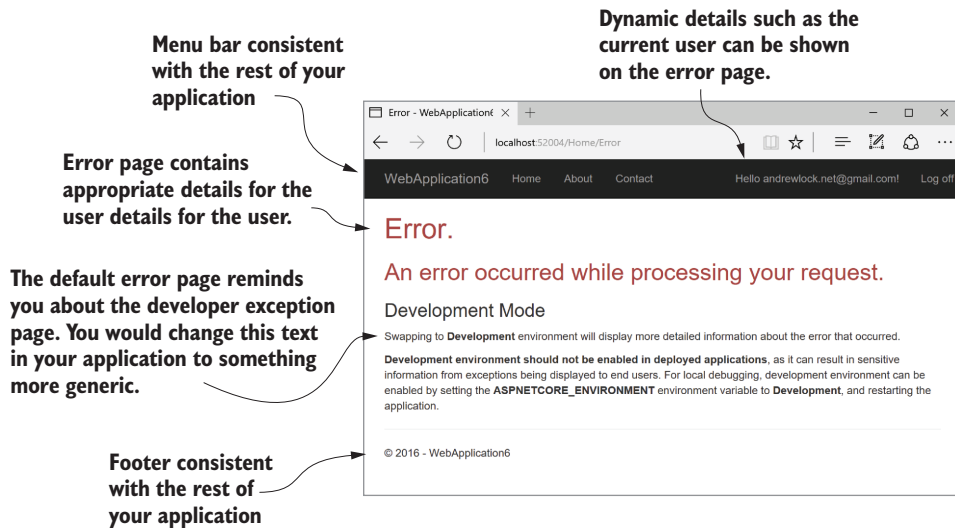 Dynamic details such as the
current user can be shown
on the error page.
Menu bar consistent
with the rest of your
application
Error page contains
appropriate details for the
user details for the user.
The default error page reminds
you about the developer exception
page. You would change this text
in your application to something
more generic.
Footer consistent
with the rest of
your application
Error - WebApplication6
localhost:52004/Home/Error
WebApplication6 Home About Contact Hello andrewlock.net@gmail.com! Log off
Error.
An error occurred while processing your request.
Development Mode
Swapping to Development environment will display more detailed information about the error that occurred.
Development environment should not be enabled in deployed applications, as it can result in sensitive
information from exceptions being displayed to end users. For local debugging, development environment can be
enabled by setting the ASPNETCORE_ENVIRONMENT environment variable to Development, and restarting the
application.
© 2016 - WebApplication6